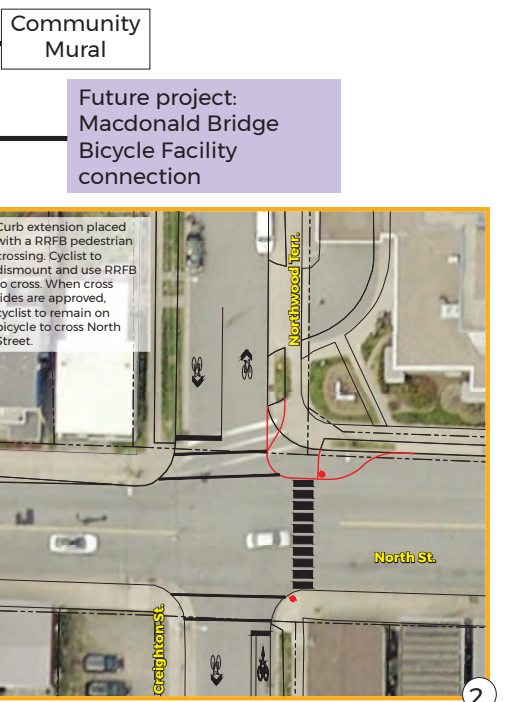 Community
Mural
Future project:
Macdonald Bridge
Bicycle Facility
connection
Curb extension placed
with a RRFB pedestrian
crossing. Cyclist to
dismount and use RRFB
to cross. When cross
rides are approved,
cyclist to remain on
bicycle to cross North
Street.
Northwood Terr.
North St.
Creighton St.
2